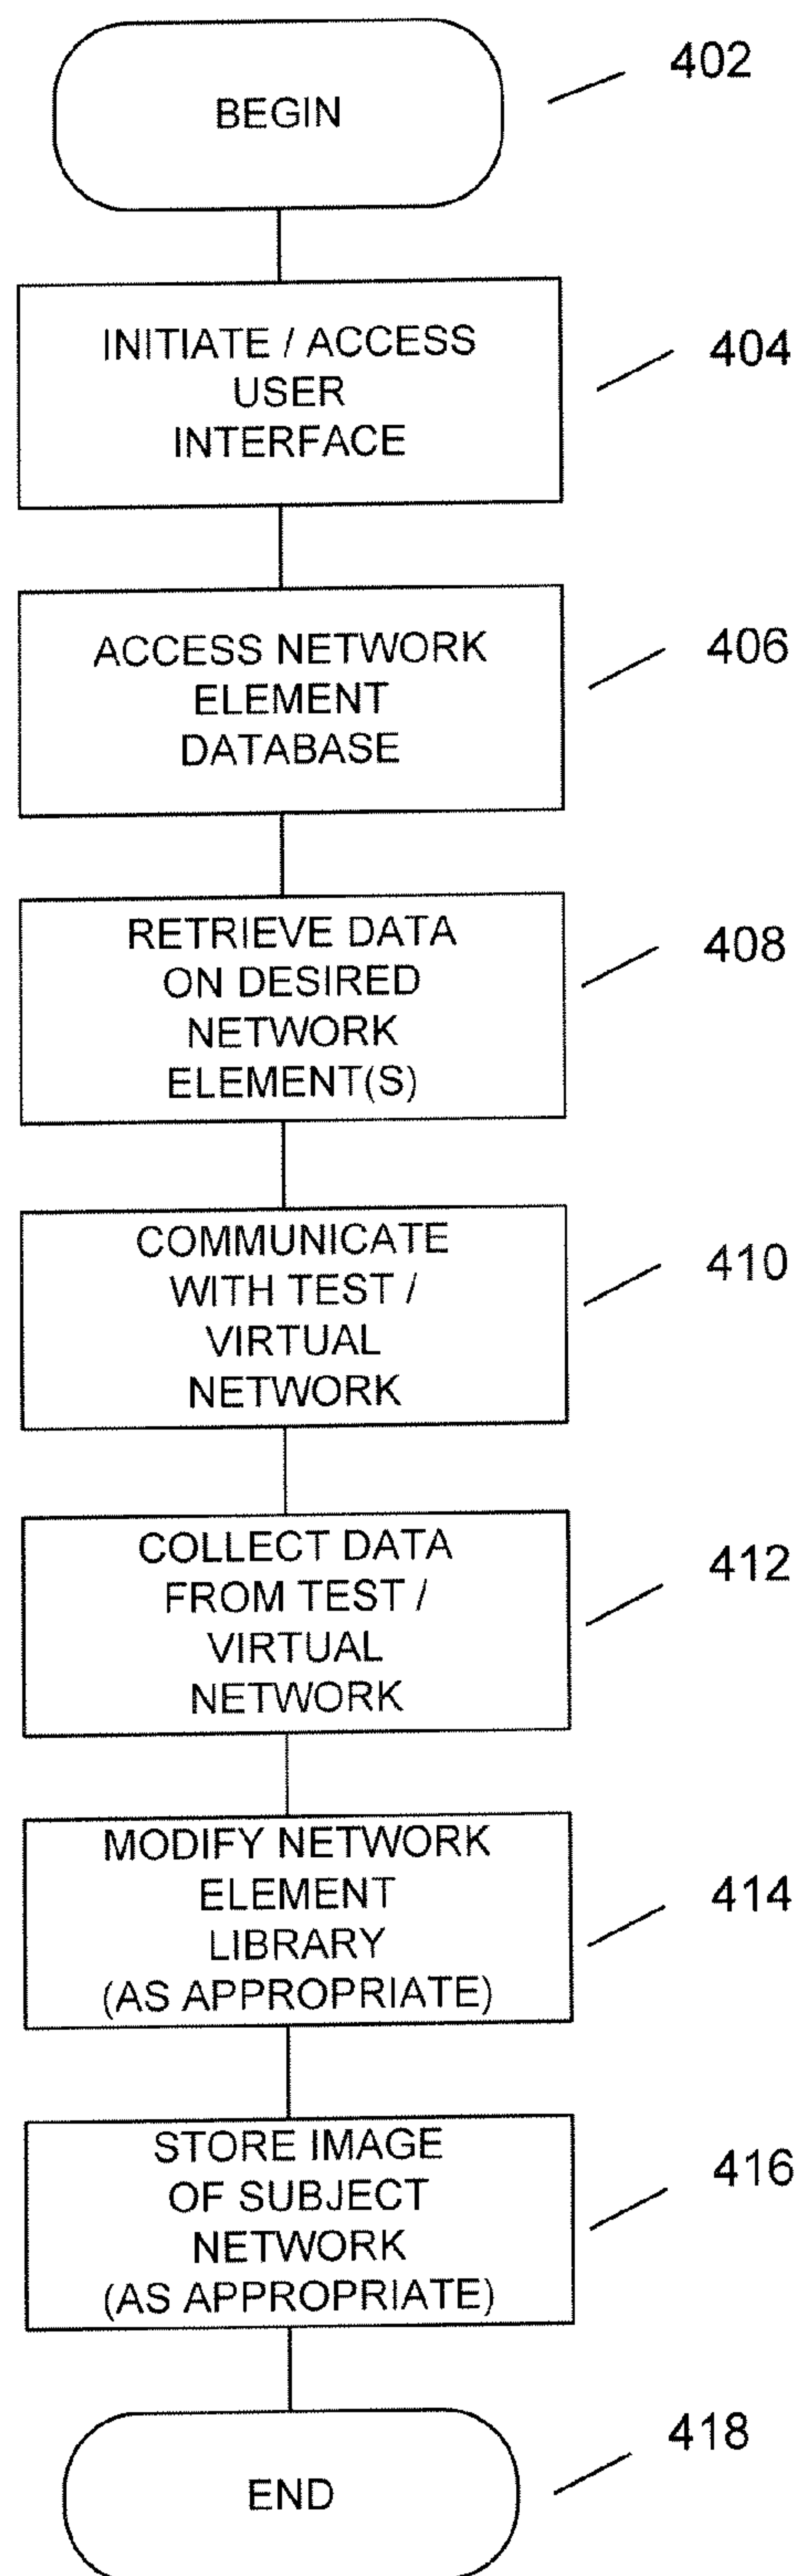 BEGIN
402
INITIATE / ACCESS
USER
INTERFACE
404
ACCESS NETWORK
ELEMENT
DATABASE
406
RETRIEVE DATA
ON DESIRED
NETWORK
ELEMENT(S)
408
COMMUNICATE
WITH TEST /
VIRTUAL
NETWORK
410
COLLECT DATA
FROM TEST /
VIRTUAL
NETWORK
412
MODIFY NETWORK
ELEMENT
LIBRARY
(AS APPROPRIATE)
414
STORE IMAGE
OF SUBJECT
NETWORK
(AS APPROPRIATE)
416
END
418